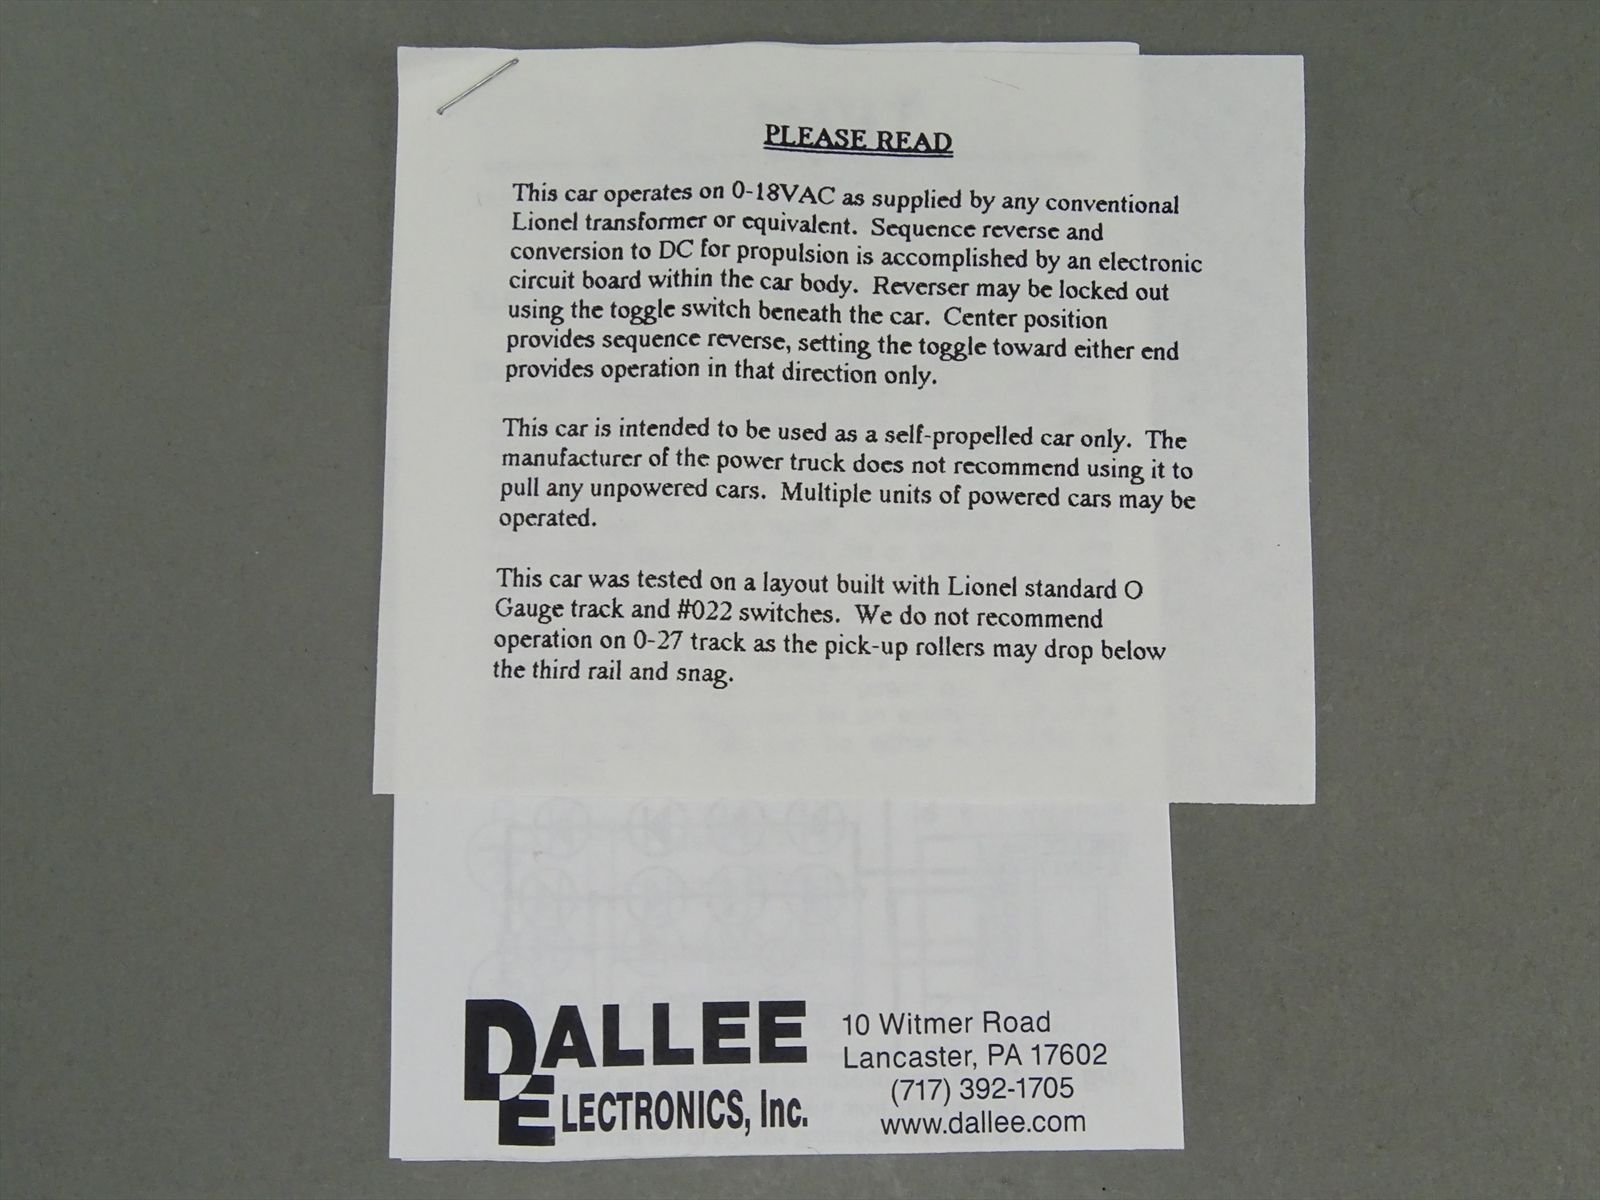 PLEASE READ
This car operates on 0-18VAC as supplied by any conventional
Lionel transformer or equivalent. Sequence reverse and
conversion to DC for propulsion is accomplished by an electronic
circuit board within the car body. Reverser may be locked out
using the toggle switch beneath the car. Center position
provides sequence reverse, setting the toggle toward either end
provides operation in that direction only.
This car is intended to be used as a self-propelled car only. The
manufacturer of the power truck does not recommend using it to
pull any unpowered cars. Multiple units of powered cars may be
operated.
This car was tested on a layout built with Lionel standard O
Gauge track and #022 switches. We do not recommend
operation on 0-27 track as the pick-up rollers may drop below
the third rail and snag.
DALLEE
ELECTRONICS, Inc.
10 Witmer Road
Lancaster, PA 17602
(717) 392-1705
www.dallee.com